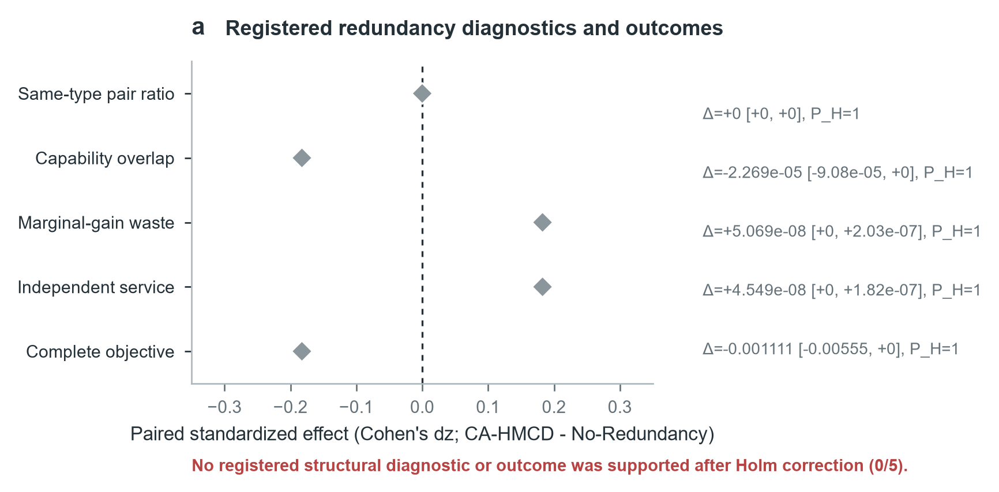 a Registered redundancy diagnostics and outcomes
Same-type pair ratio
Δ=+0 [+0, +0], P_H=1
Capability overlap
Δ=-2.269e-05 [-9.08e-05, +0], P_H=1
Marginal-gain waste
Δ=+5.069e-08 [+0, +2.03e-07], P_H=1
Independent service
Δ=+4.549e-08 [+0, +1.82e-07], P_H=1
Complete objective
Δ=-0.001111 [-0.00555, +0], P_H=1
−0.3 −0.2 −0.1 0.0 0.1 0.2 0.3
Paired standardized effect (Cohen's dz; CA-HMCD - No-Redundancy)
No registered structural diagnostic or outcome was supported after Holm correction (0/5).